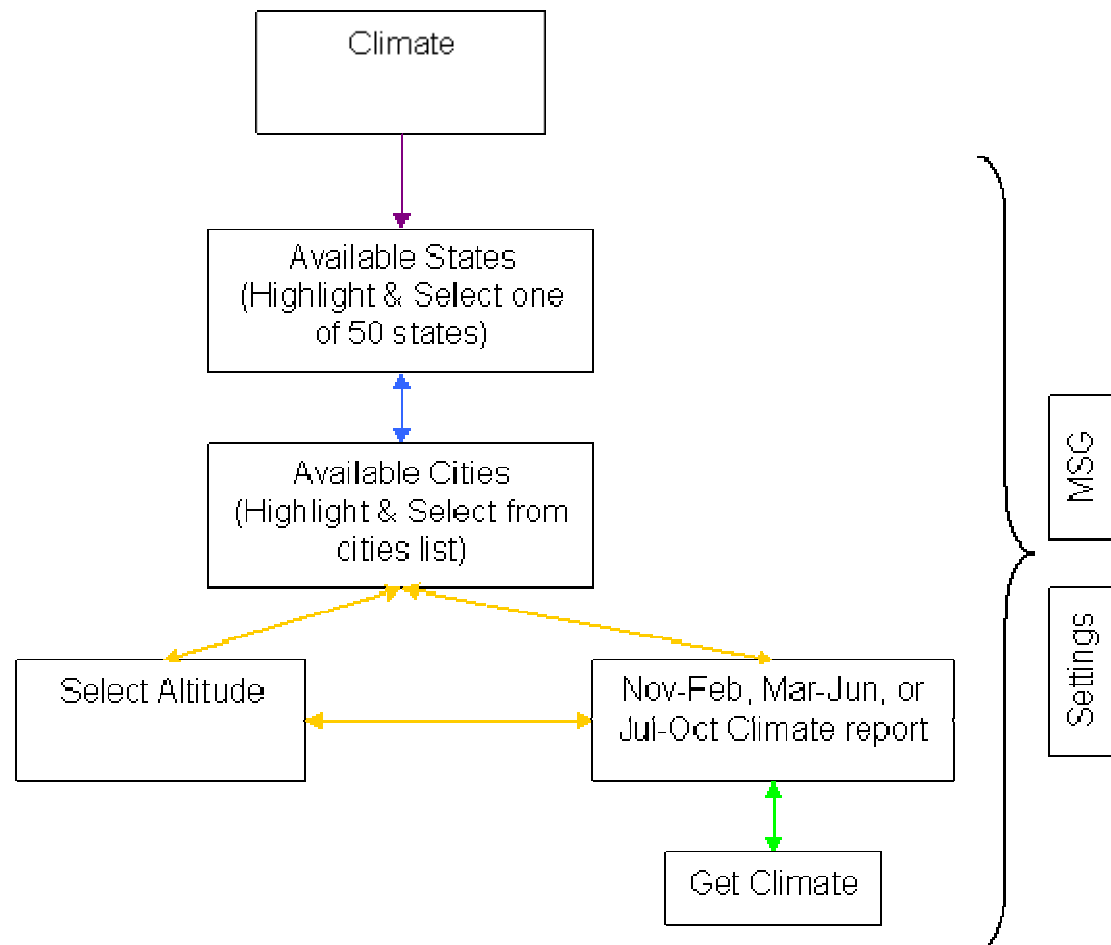 Climate
Available States
(Highlight & Select one
of 50 states)
Available Cities
(Highlight & Select from
cities list)
Select Altitude
Nov-Feb, Mar-Jun, or
Jul-Oct Climate report
Get Climate
MSG
Settings